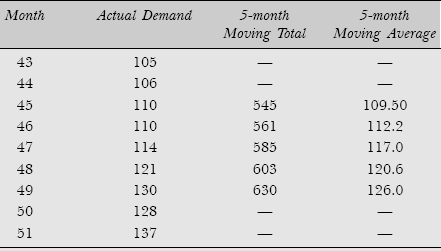 Month Actual Demand 5-month Moving Total 5-month Moving Average
43 105 — —
44 106 — —
45 110 545 109.50
46 110 561 112.2
47 114 585 117.0
48 121 603 120.6
49 130 630 126.0
50 128 — —
51 137 — —